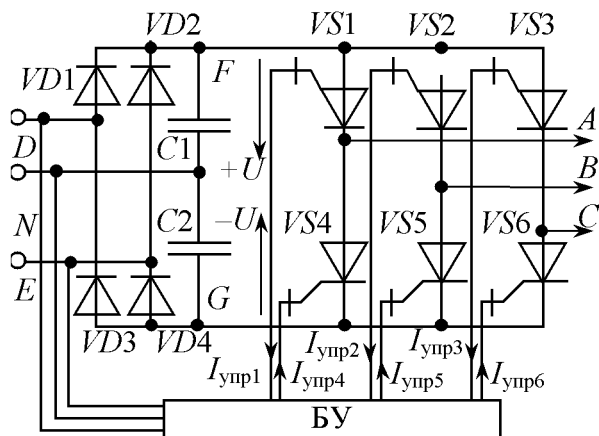 VD2 VS1 VS2 VS3
VD1 F
A
D C1 +U
B
N C2 –U VS4 VS5 VS6 C
E G
VD3 VD4 Iупр2 Iупр3
Iупр1 Iупр4 Iупр5 Iупр6
БУ